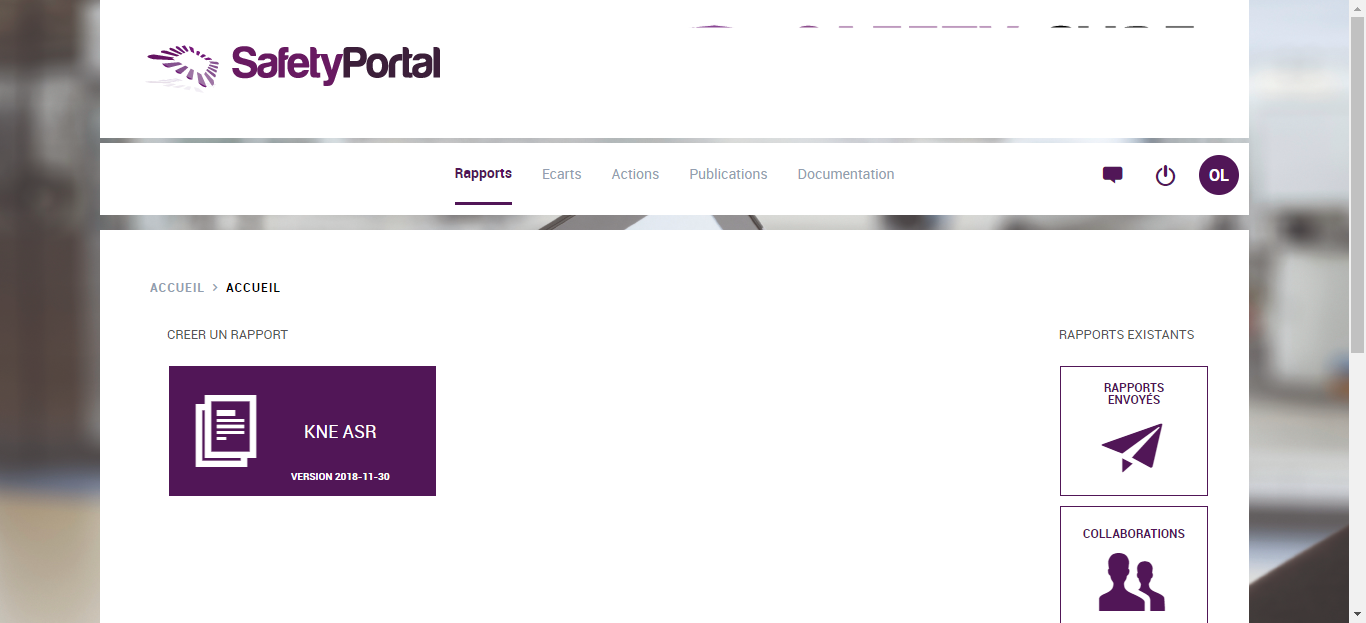 SafetyPortal
Rapports Ecarts Actions Publications Documentation OL
ACCUEIL > ACCUEIL
CREER UN RAPPORT
KNE ASR
VERSION 2018-11-30
RAPPORTS EXISTANTS
RAPPORTS
ENVOYÉS
COLLABORATIONS